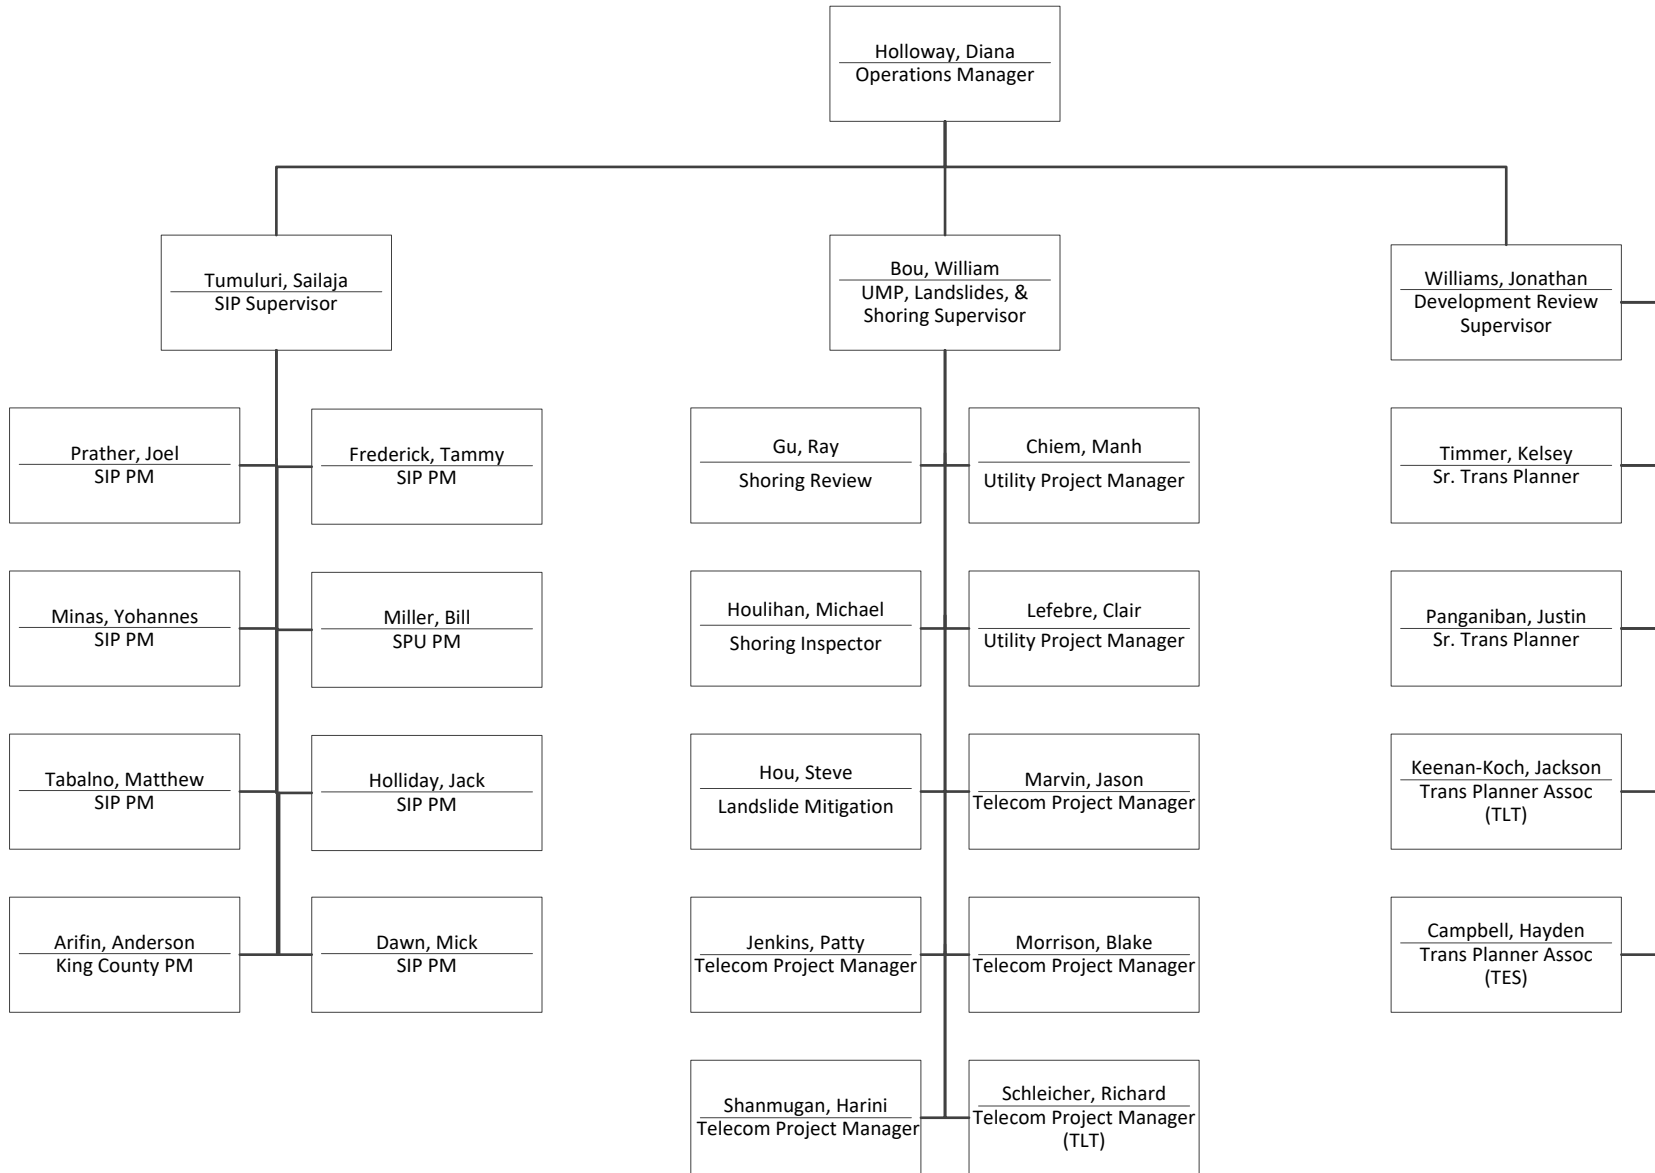 Holloway, Diana
Operations Manager
Tumuluri, Sailaja
SIP Supervisor
Bou, William
UMP, Landslides, &
Shoring Supervisor
Williams, Jonathan
Development Review
Supervisor
Prather, Joel
SIP PM
Frederick, Tammy
SIP PM
Gu, Ray
Shoring Review
Chiem, Manh
Utility Project Manager
Timmer, Kelsey
Sr. Trans Planner
Minas, Yohannes
SIP PM
Miller, Bill
SPU PM
Houlihan, Michael
Shoring Inspector
Lefebre, Clair
Utility Project Manager
Panganiban, Justin
Sr. Trans Planner
Tabalno, Matthew
SIP PM
Holliday, Jack
SIP PM
Hou, Steve
Landslide Mitigation
Marvin, Jason
Telecom Project Manager
Keenan-Koch, Jackson
Trans Planner Assoc
(TLT)
Arifin, Anderson
King County PM
Dawn, Mick
SIP PM
Jenkins, Patty
Telecom Project Manager
Morrison, Blake
Telecom Project Manager
Campbell, Hayden
Trans Planner Assoc
(TES)
Shanmugan, Harini
Telecom Project Manager
Schleicher, Richard
Telecom Project Manager
(TLT)